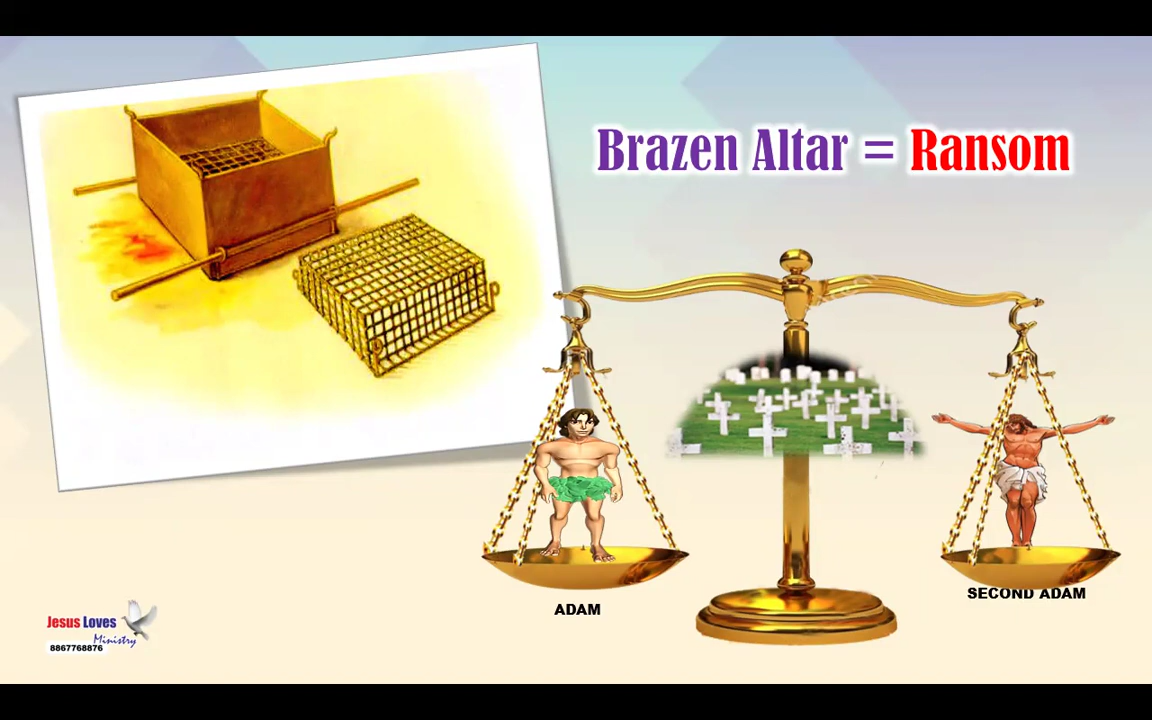 Brazen Altar = Ransom
ADAM
SECOND ADAM
Jesus Loves
Ministry
8867768876